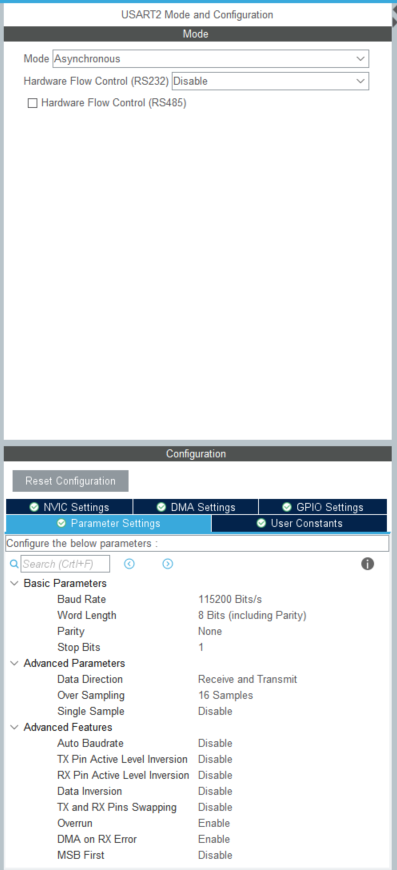 USART2 Mode and Configuration
Mode
Mode Asynchronous
Hardware Flow Control (RS232) Disable
Hardware Flow Control (RS485)
Configuration
Reset Configuration
NVIC Settings DMA Settings GPIO Settings
Parameter Settings User Constants
Configure the below parameters :
Search (Crtl+F)
Basic Parameters
Baud Rate 115200 Bits/s
Word Length 8 Bits (including Parity)
Parity None
Stop Bits 1
Advanced Parameters
Data Direction Receive and Transmit
Over Sampling 16 Samples
Single Sample Disable
Advanced Features
Auto Baudrate Disable
TX Pin Active Level Inversion Disable
RX Pin Active Level Inversion Disable
Data Inversion Disable
TX and RX Pins Swapping Disable
Overrun Enable
DMA on RX Error Enable
MSB First Disable